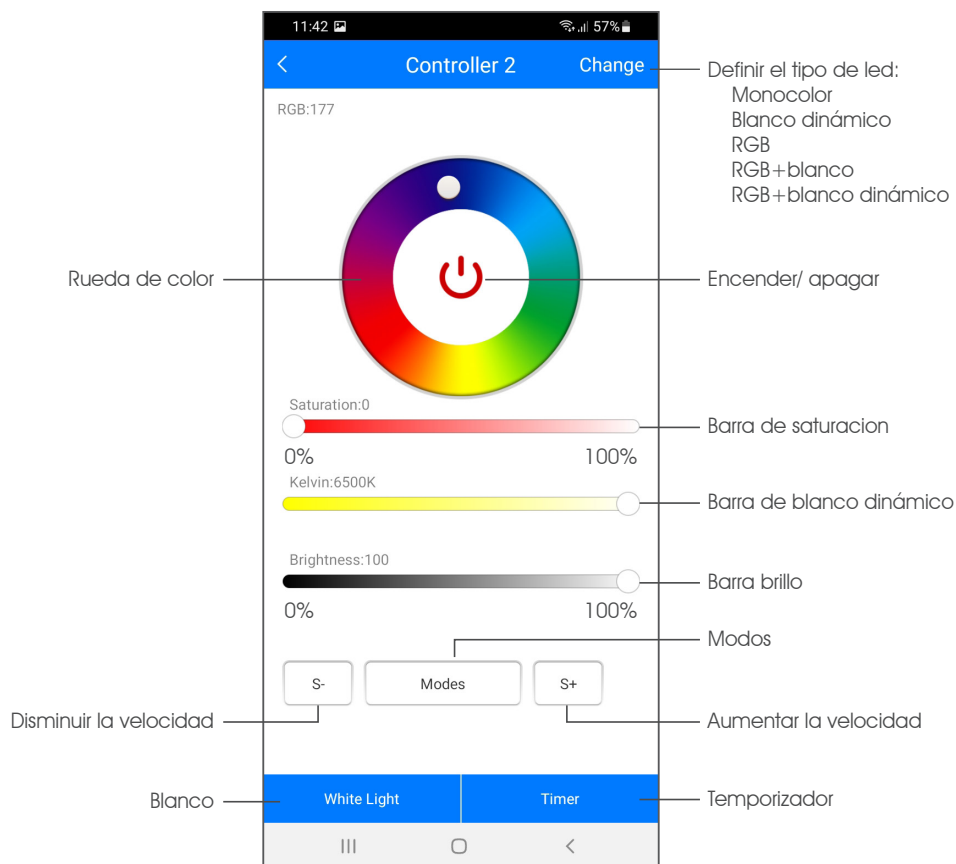 11:42
57%
Controller 2
Change
Definir el tipo de led:
Monocolor
Blanco dinámico
RGB
RGB+blanco
RGB+blanco dinámico
RGB:177
Rueda de color
Encender/ apagar
Saturation:0
Barra de saturacion
0%
100%
Kelvin:6500K
Barra de blanco dinámico
Brightness:100
Barra brillo
0%
100%
Modos
S-
Modes
S+
Disminuir la velocidad
Aumentar la velocidad
Blanco
White Light
Timer
Temporizador